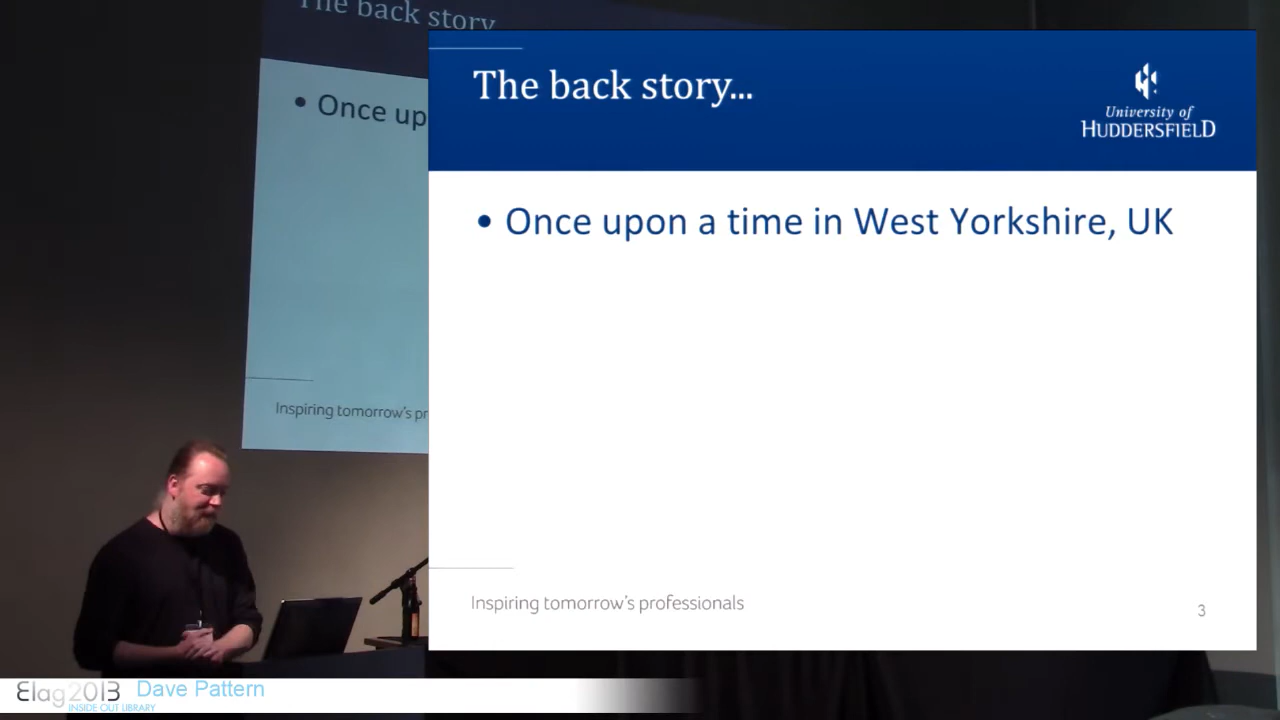 The back story
• Once up
Inspiring tomorrow's pr
The back story...
University of
HUDDERSFIELD
• Once upon a time in West Yorkshire, UK
Inspiring tomorrow's professionals
3
Elag2013
Dave Pattern
INSIDE OUT LIBRARY